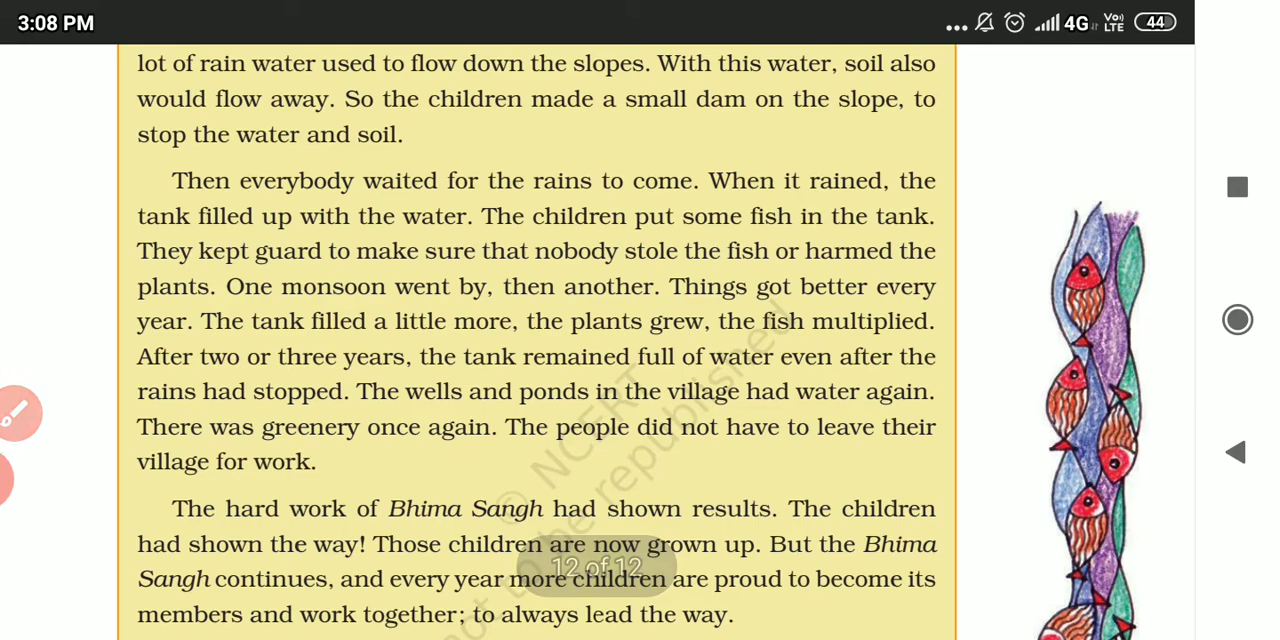 3:08 PM
4G
Vo))
LTE
44
lot of rain water used to flow down the slopes. With this water, soil also
would flow away. So the children made a small dam on the slope, to
stop the water and soil.
Then everybody waited for the rains to come. When it rained, the
tank filled up with the water. The children put some fish in the tank.
They kept guard to make sure that nobody stole the fish or harmed the
plants. One monsoon went by, then another. Things got better every
year. The tank filled a little more, the plants grew, the fish multiplied.
After two or three years, the tank remained full of water even after the
rains had stopped. The wells and ponds in the village had water again.
There was greenery once again. The people did not have to leave their
village for work.
The hard work of Bhima Sangh had shown results. The children
had shown the way! Those children are now grown up. But the Bhima
Sangh continues, and every year more children are proud to become its
members and work together; to always lead the way.
12 of 12
© NCERT
not to be republished